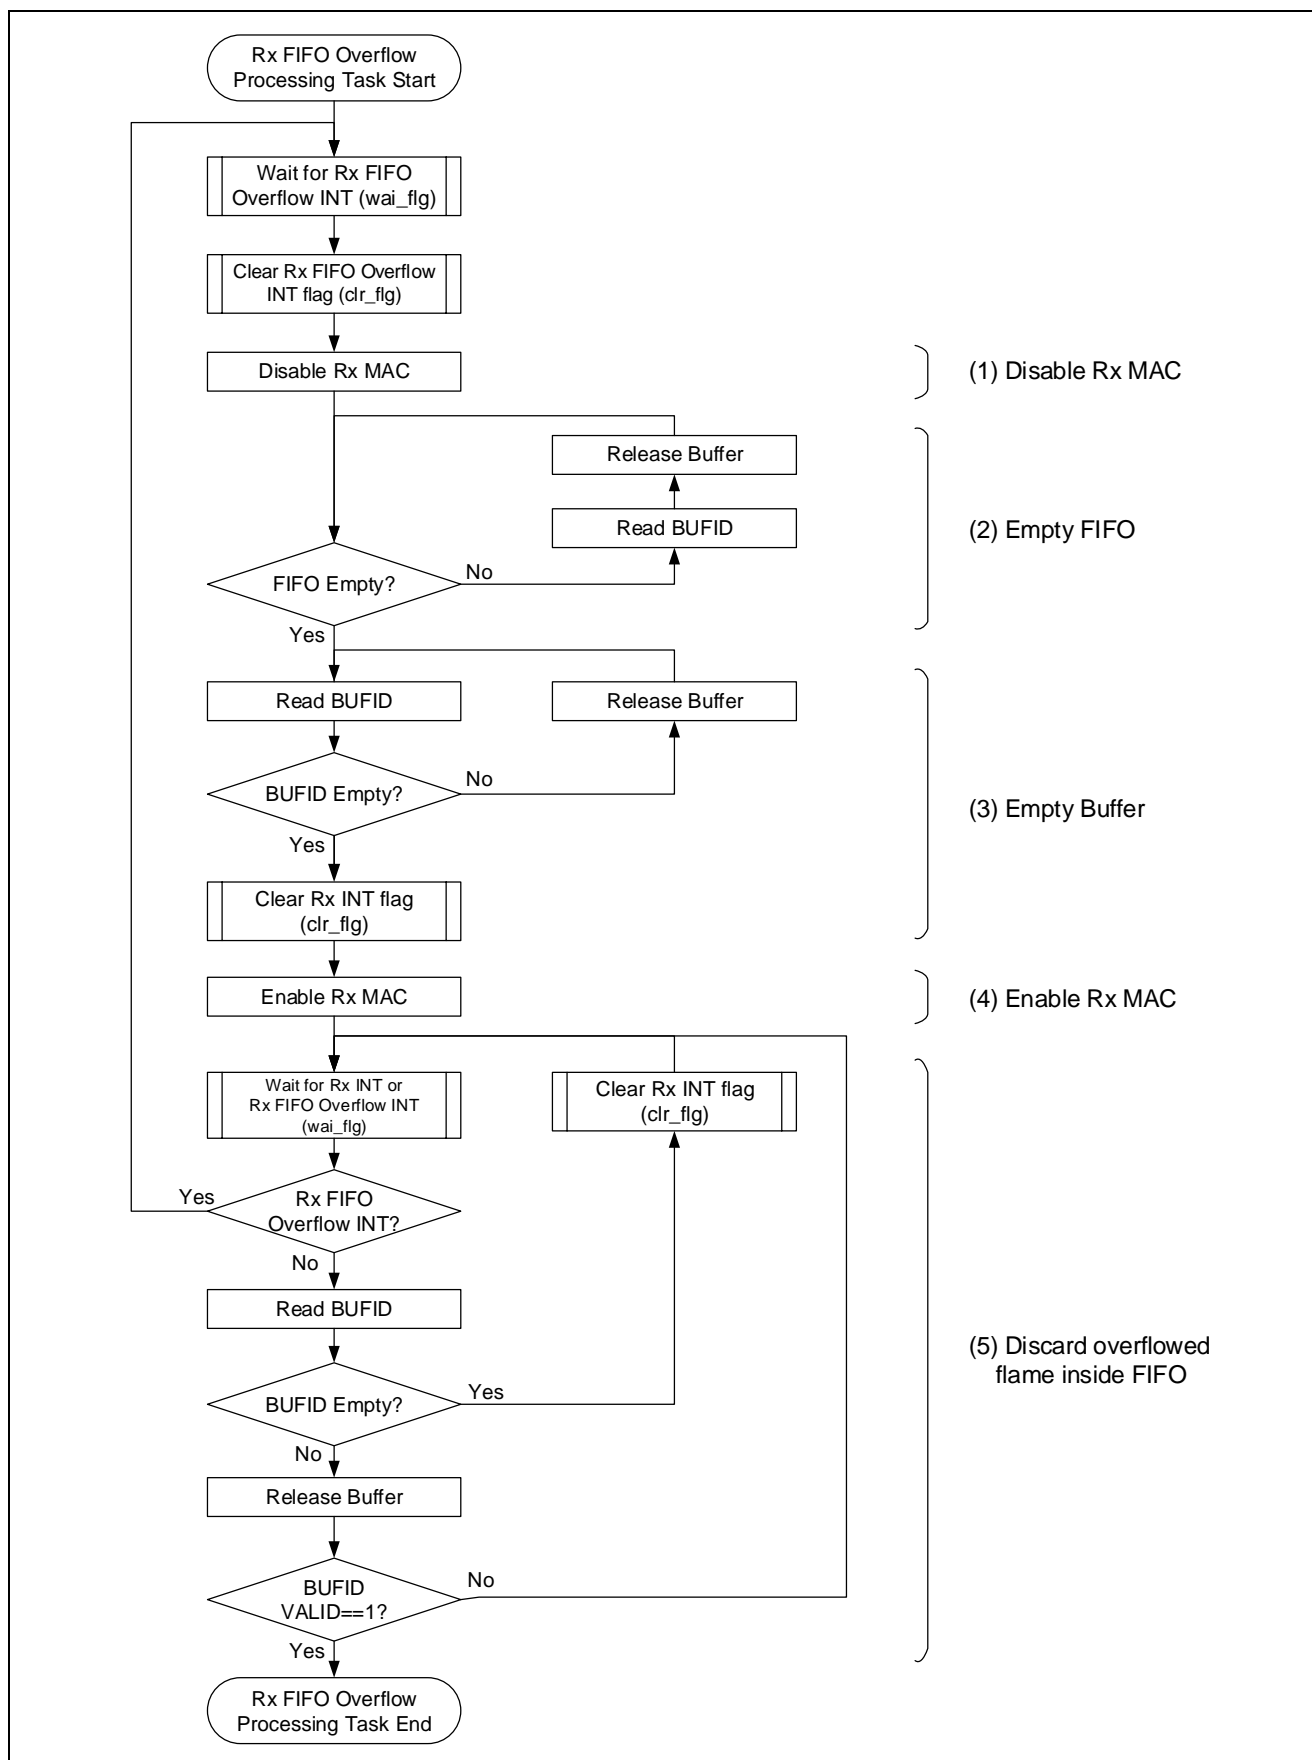 Rx FIFO Overflow
Processing Task Start
Wait for Rx FIFO
Overflow INT (wai_flg)
Clear Rx FIFO Overflow
INT flag (clr_flg)
Disable Rx MAC
(1) Disable Rx MAC
Release Buffer
Read BUFID
(2) Empty FIFO
FIFO Empty?
No
Yes
Read BUFID
Release Buffer
BUFID Empty?
No
(3) Empty Buffer
Yes
Clear Rx INT flag
(clr_flg)
Enable Rx MAC
(4) Enable Rx MAC
Wait for Rx INT or
Rx FIFO Overflow INT
(wai_flg)
Clear Rx INT flag
(clr_flg)
Yes
Rx FIFO
Overflow INT?
No
Read BUFID
(5) Discard overflowed
flame inside FIFO
BUFID Empty?
Yes
No
Release Buffer
BUFID
VALID==1?
No
Yes
Rx FIFO Overflow
Processing Task End